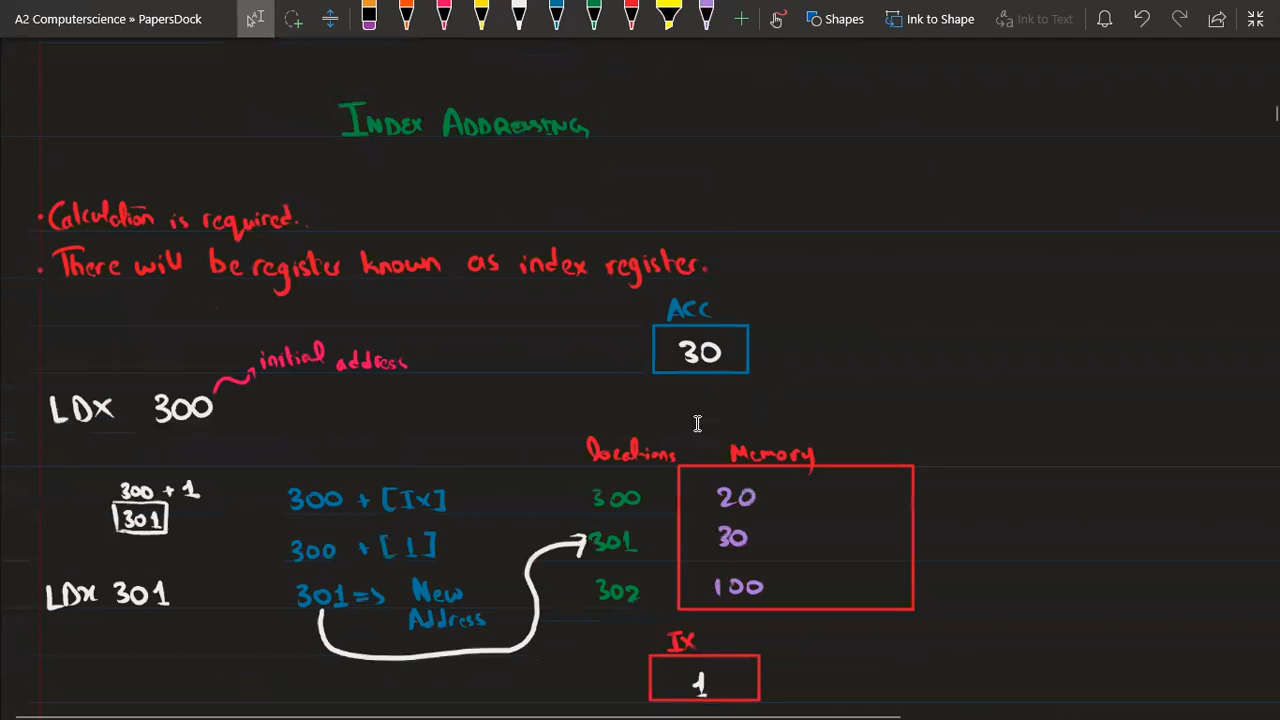 A2 Computerscience » PapersDock
Shapes
Ink to Shape
Ink to Text
INDEX ADDRESSING
• Calculation is required.
• There will be register known as index register.
ACC
30
initial address
LDX 300
locations Memory
300 + 1
301
300 + [IX]
300 20
300 + [1]
301 30
LDX 301
301 => New Address
302 100
IX
1